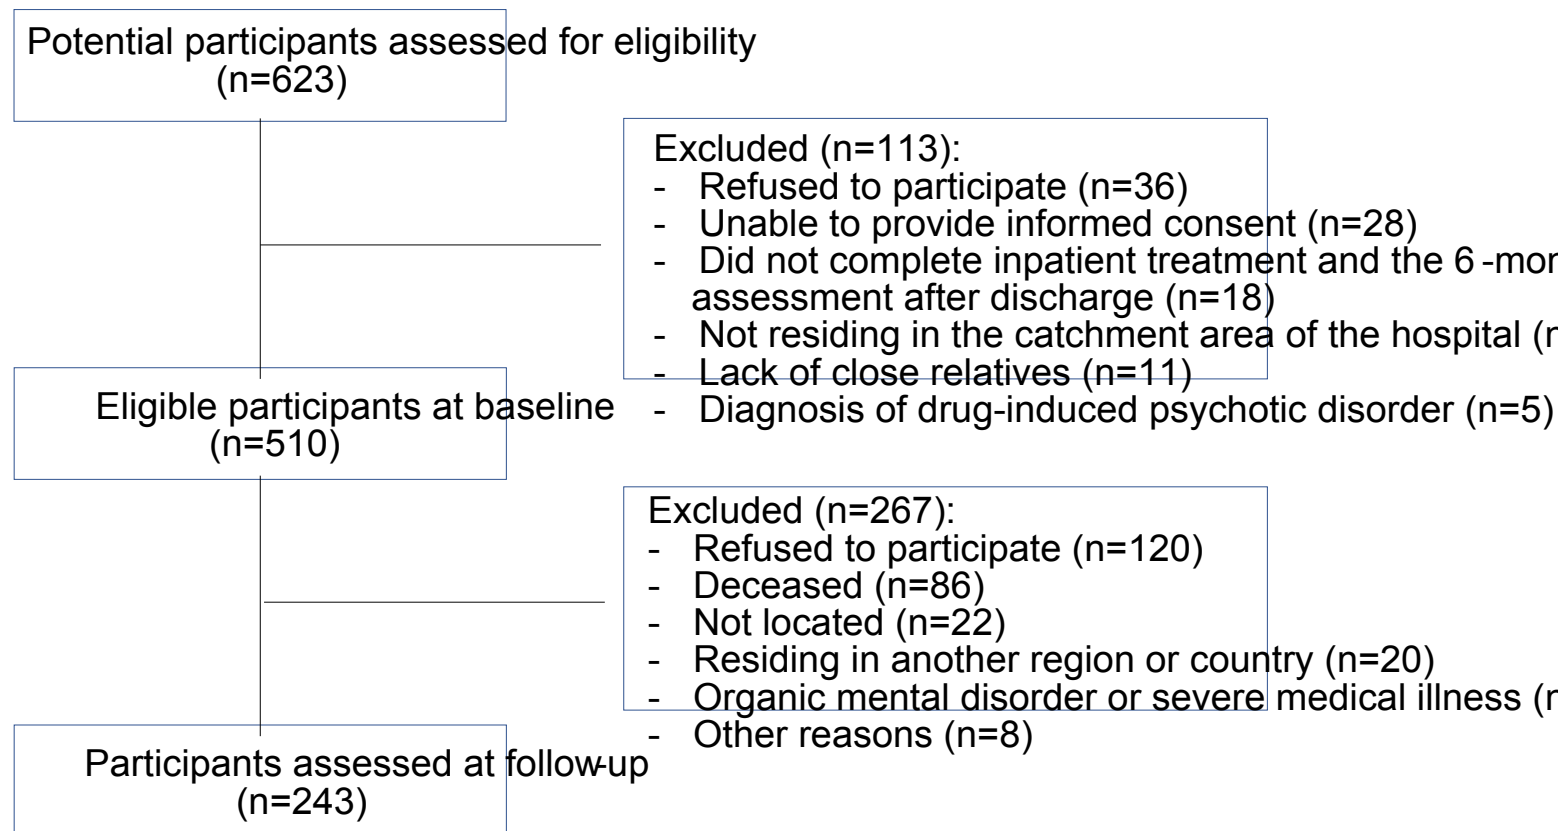 Potential participants assessed for eligibility
(n=623)
Excluded (n=113):
- Refused to participate (n=36)
- Unable to provide informed consent (n=28)
- Did not complete inpatient treatment and the 6-mon
assessment after discharge (n=18)
- Not residing in the catchment area of the hospital (n
- Lack of close relatives (n=11)
- Diagnosis of drug-induced psychotic disorder (n=5)
Eligible participants at baseline
(n=510)
Excluded (n=267):
- Refused to participate (n=120)
- Deceased (n=86)
- Not located (n=22)
- Residing in another region or country (n=20)
- Organic mental disorder or severe medical illness (n
- Other reasons (n=8)
Participants assessed at follow-up
(n=243)